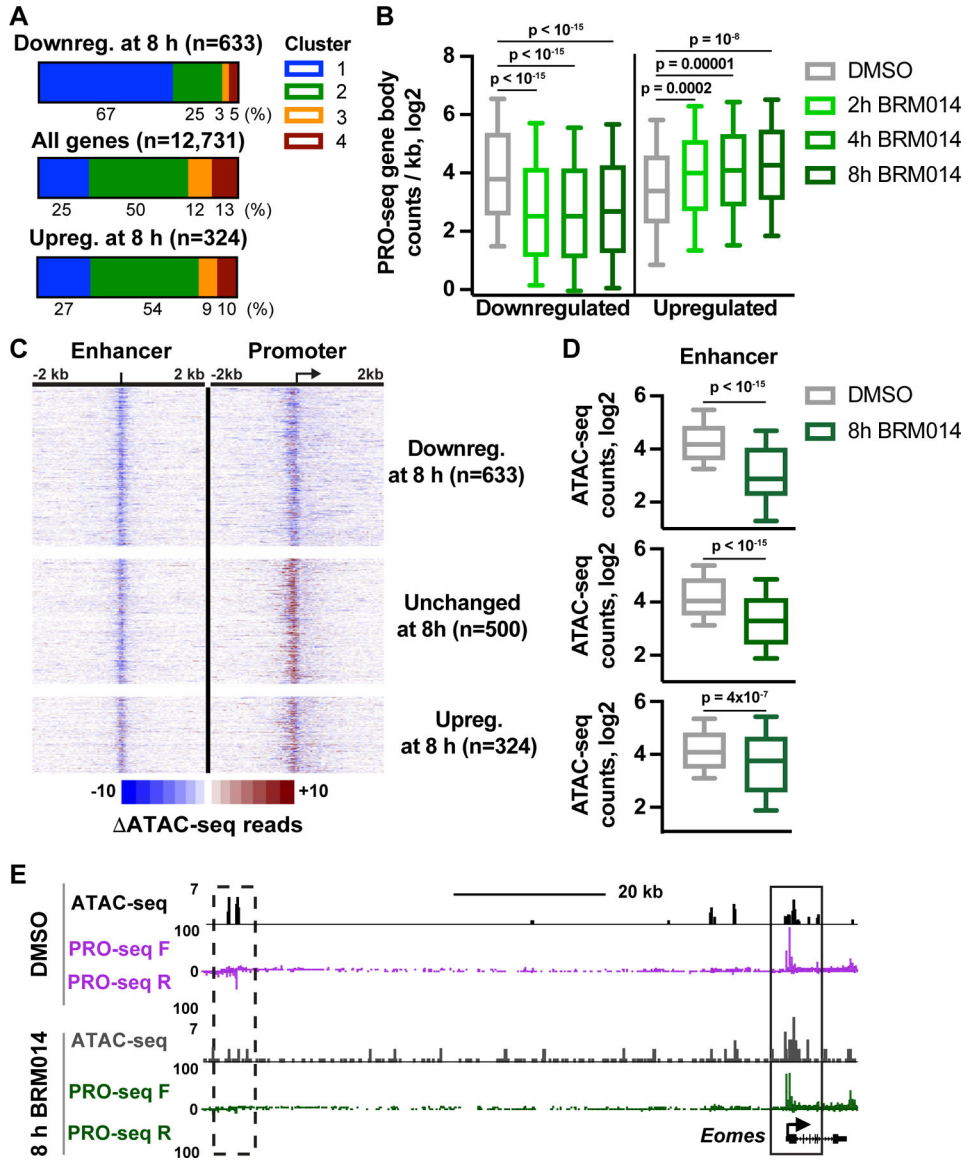 A
Downreg. at 8 h (n=633)
67 25 3 5 (%)
All genes (n=12,731)
25 50 12 13 (%)
Upreg. at 8 h (n=324)
27 54 9 10 (%)
Cluster
1
2
3
4
B
PRO-seq gene body
counts / kb, log2
8
6
4
2
0
p < 10-15
p < 10-15
p < 10-15
p = 10-8
p = 0.00001
p = 0.0002
Downregulated Upregulated
DMSO
2h BRM014
4h BRM014
8h BRM014
C
Enhancer Promoter
-2 kb 2 kb -2kb 2kb
Downreg.
at 8 h (n=633)
Unchanged
at 8h (n=500)
Upreg.
at 8 h (n=324)
-10 +10
ΔATAC-seq reads
D
Enhancer
ATAC-seq
counts, log2
6
4
2
p < 10-15
DMSO
8h BRM014
ATAC-seq
counts, log2
6
4
2
p < 10-15
ATAC-seq
counts, log2
6
4
2
p = 4x10-7
E
DMSO
ATAC-seq
7
20 kb
PRO-seq F
100
0
PRO-seq R
100
8 h BRM014
ATAC-seq
7
PRO-seq F
100
0
PRO-seq R
100
Eomes